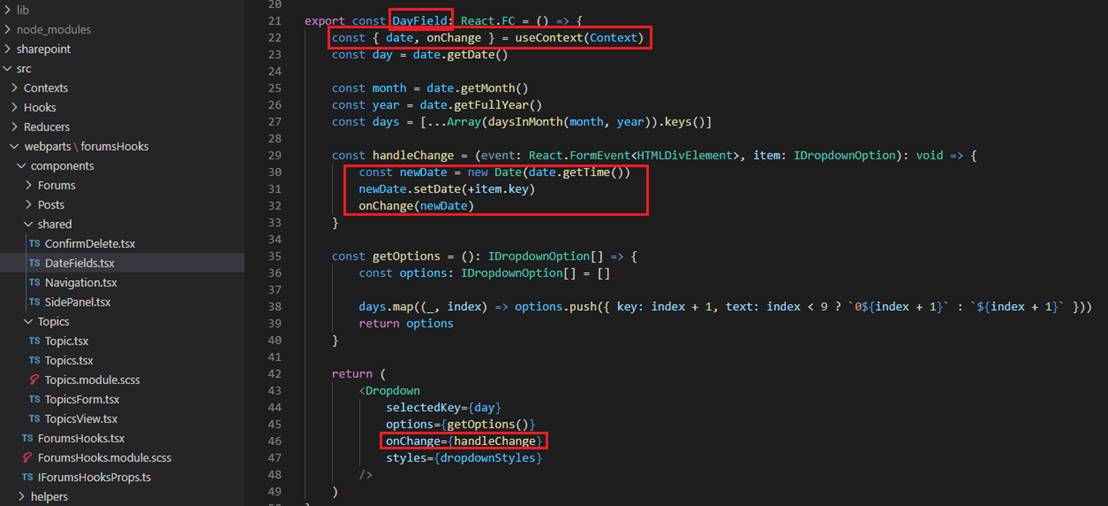 lib
node_modules
sharepoint
src
Contexts
Hooks
Reducers
webparts \ forumsHooks
components
Forums
Posts
shared
TS ConfirmDelete.tsx
TS DateFields.tsx
TS Navigation.tsx
TS SidePanel.tsx
Topics
TS Topic.tsx
TS Topics.tsx
Topics.module.scss
TS TopicsForm.tsx
TS TopicsView.tsx
TS ForumsHooks.tsx
ForumsHooks.module.scss
TS IForumsHooksProps.ts
helpers
20
21 export const DayField: React.FC = () => {
22 const { date, onChange } = useContext(Context)
23 const day = date.getDate()
24
25 const month = date.getMonth()
26 const year = date.getFullYear()
27 const days = [...Array(daysInMonth(month, year)).keys()]
28
29 const handleChange = (event: React.FormEvent<HTMLDivElement>, item: IDropdownOption): void => {
30 const newDate = new Date(date.getTime())
31 newDate.setDate(+item.key)
32 onChange(newDate)
33 }
34
35 const getOptions = (): IDropdownOption[] => {
36 const options: IDropdownOption[] = []
37
38 days.map((_, index) => options.push({ key: index + 1, text: index < 9 ? `0${index + 1}` : `${index + 1}` }))
39 return options
40 }
41
42 return (
43 <Dropdown
44 selectedKey={day}
45 options={getOptions()}
46 onChange={handleChange}
47 styles={dropdownStyles}
48 />
49 )